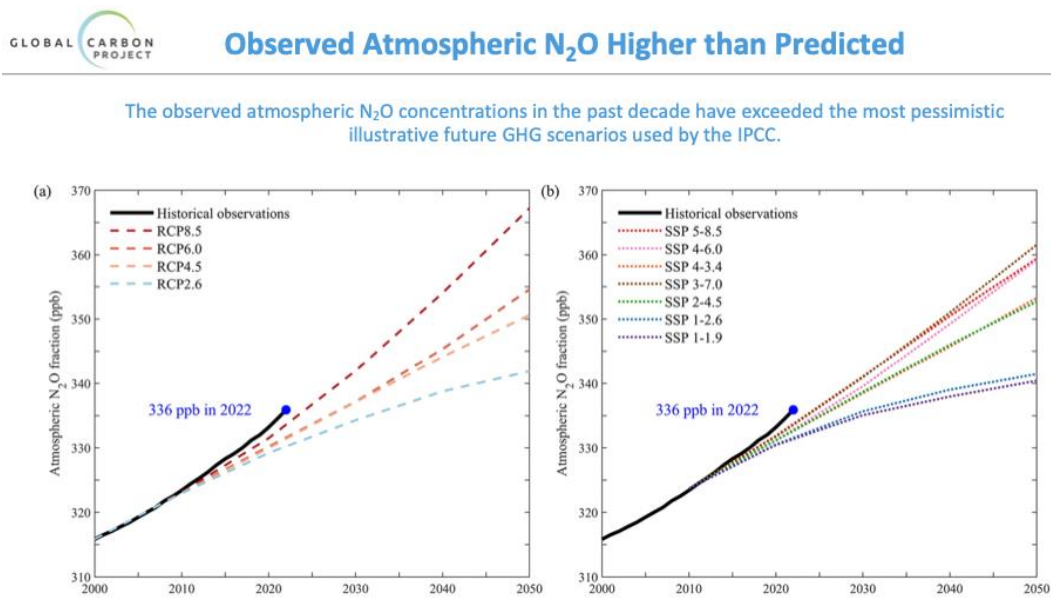 GLOBAL CARBON
PROJECT
Observed Atmospheric N₂O Higher than Predicted
The observed atmospheric N₂O concentrations in the past decade have exceeded the most pessimistic
illustrative future GHG scenarios used by the IPCC.
(a)
370
360
350
340
330
320
310
Atmospheric N₂O fraction (ppb)
Historical observations
RCP8.5
RCP6.0
RCP4.5
RCP2.6
336 ppb in 2022
2000 2010 2020 2030 2040 2050
(b)
370
360
350
340
330
320
310
Atmospheric N₂O fraction (ppb)
Historical observations
SSP 5-8.5
SSP 4-6.0
SSP 4-3.4
SSP 3-7.0
SSP 2-4.5
SSP 1-2.6
SSP 1-1.9
336 ppb in 2022
2000 2010 2020 2030 2040 2050